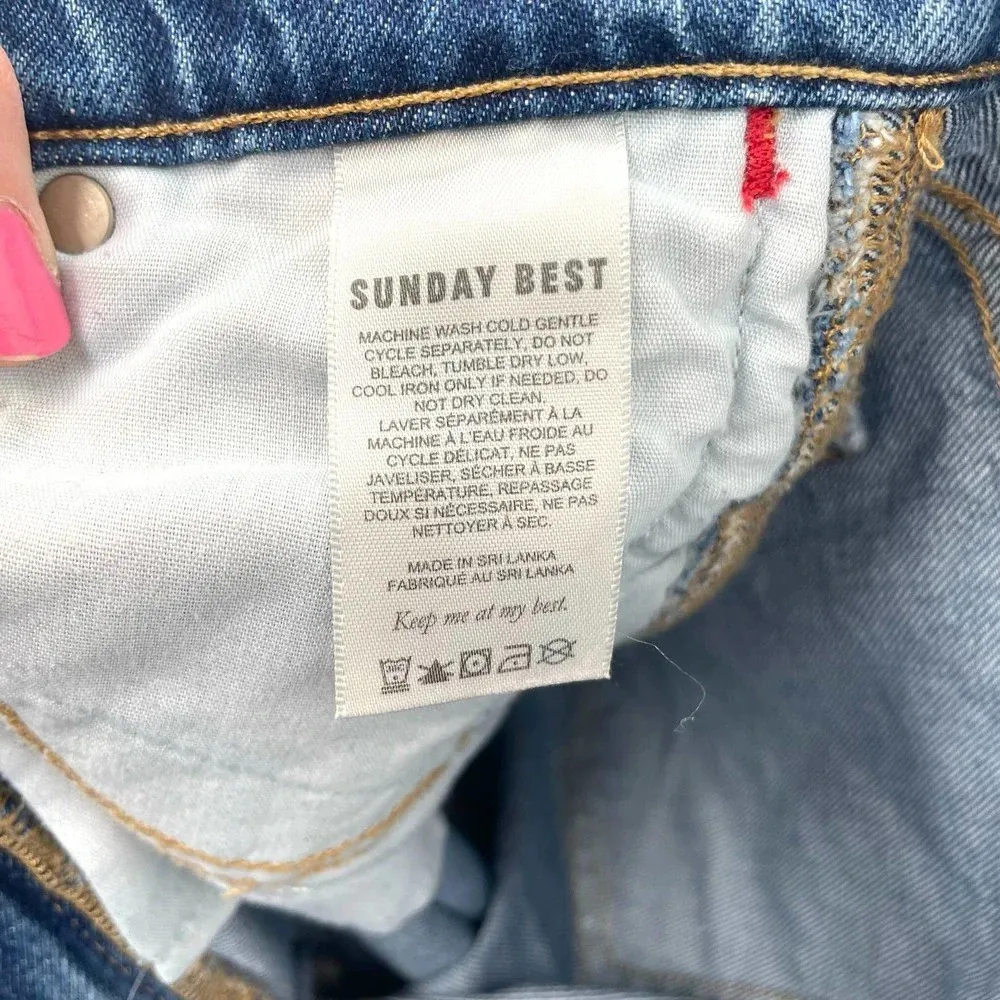 SUNDAY BEST
MACHINE WASH COLD GENTLE
CYCLE SEPARATELY, DO NOT
BLEACH, TUMBLE DRY LOW,
COOL IRON ONLY IF NEEDED, DO
NOT DRY CLEAN.
LAVER SÉPARÉMENT À LA
MACHINE À L'EAU FROIDE AU
CYCLE DÉLICAT, NE PAS
JAVELISER, SÉCHER À BASSE
TEMPÉRATURE, REPASSAGE
DOUX SI NÉCESSAIRE, NE PAS
NETTOYER À SEC.
MADE IN SRI LANKA
FABRIQUÉ AU SRI LANKA
Keep me at my best.